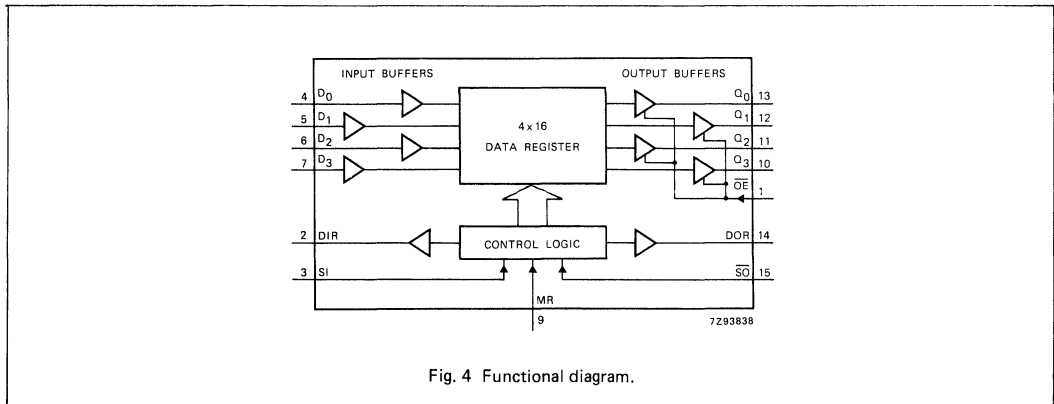 INPUT BUFFERS OUTPUT BUFFERS
4 D0 Q0 13
5 D1 Q1 12
6 D2 Q2 11
7 D3 Q3 10
4 x 16
DATA REGISTER
OE 1
2 DIR CONTROL LOGIC DOR 14
3 SI SO 15
MR
9
7Z93838
Fig. 4 Functional diagram.